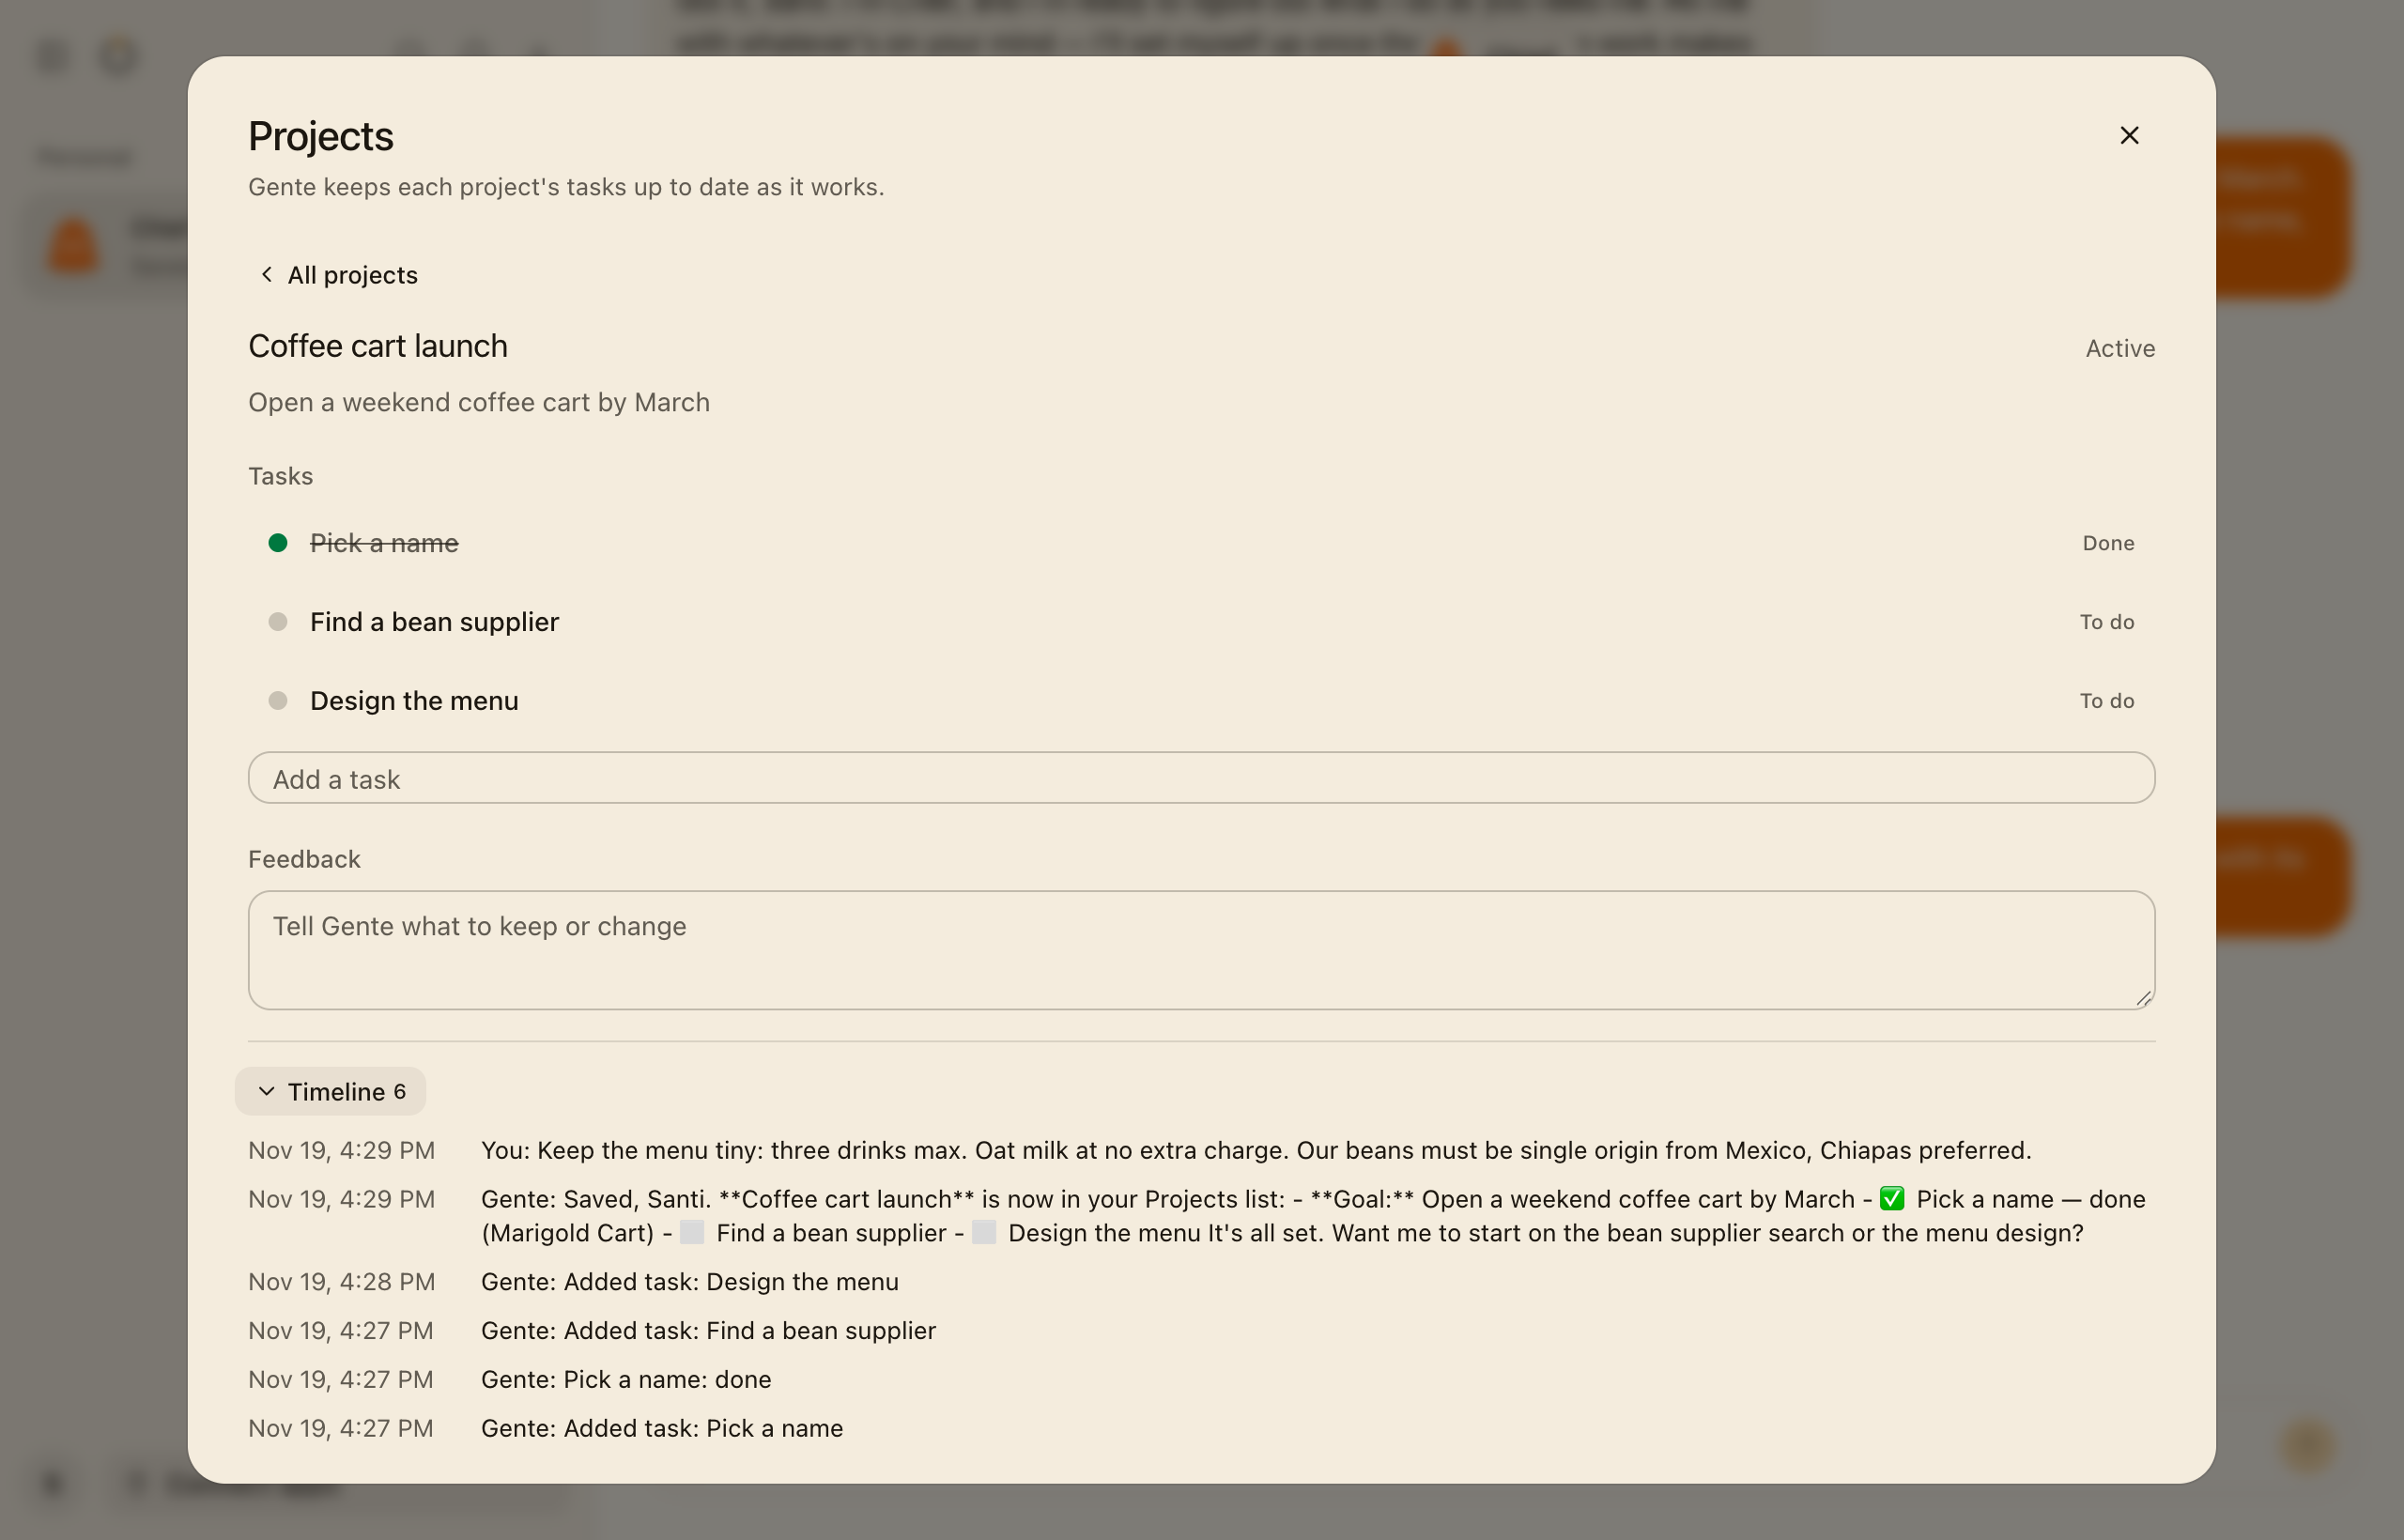 Projects
Gente keeps each project's tasks up to date as it works.
All projects
Coffee cart launch
Active
Open a weekend coffee cart by March
Tasks
Pick a name
Done
Find a bean supplier
To do
Design the menu
To do
Add a task
Feedback
Tell Gente what to keep or change
Timeline 6
Nov 19, 4:29 PM You: Keep the menu tiny: three drinks max. Oat milk at no extra charge. Our beans must be single origin from Mexico, Chiapas preferred.
Nov 19, 4:29 PM Gente: Saved, Santi. **Coffee cart launch** is now in your Projects list: - **Goal:** Open a weekend coffee cart by March - ✅ Pick a name — done
(Marigold Cart) - ⬜ Find a bean supplier - ⬜ Design the menu It's all set. Want me to start on the bean supplier search or the menu design?
Nov 19, 4:28 PM Gente: Added task: Design the menu
Nov 19, 4:27 PM Gente: Added task: Find a bean supplier
Nov 19, 4:27 PM Gente: Pick a name: done
Nov 19, 4:27 PM Gente: Added task: Pick a name